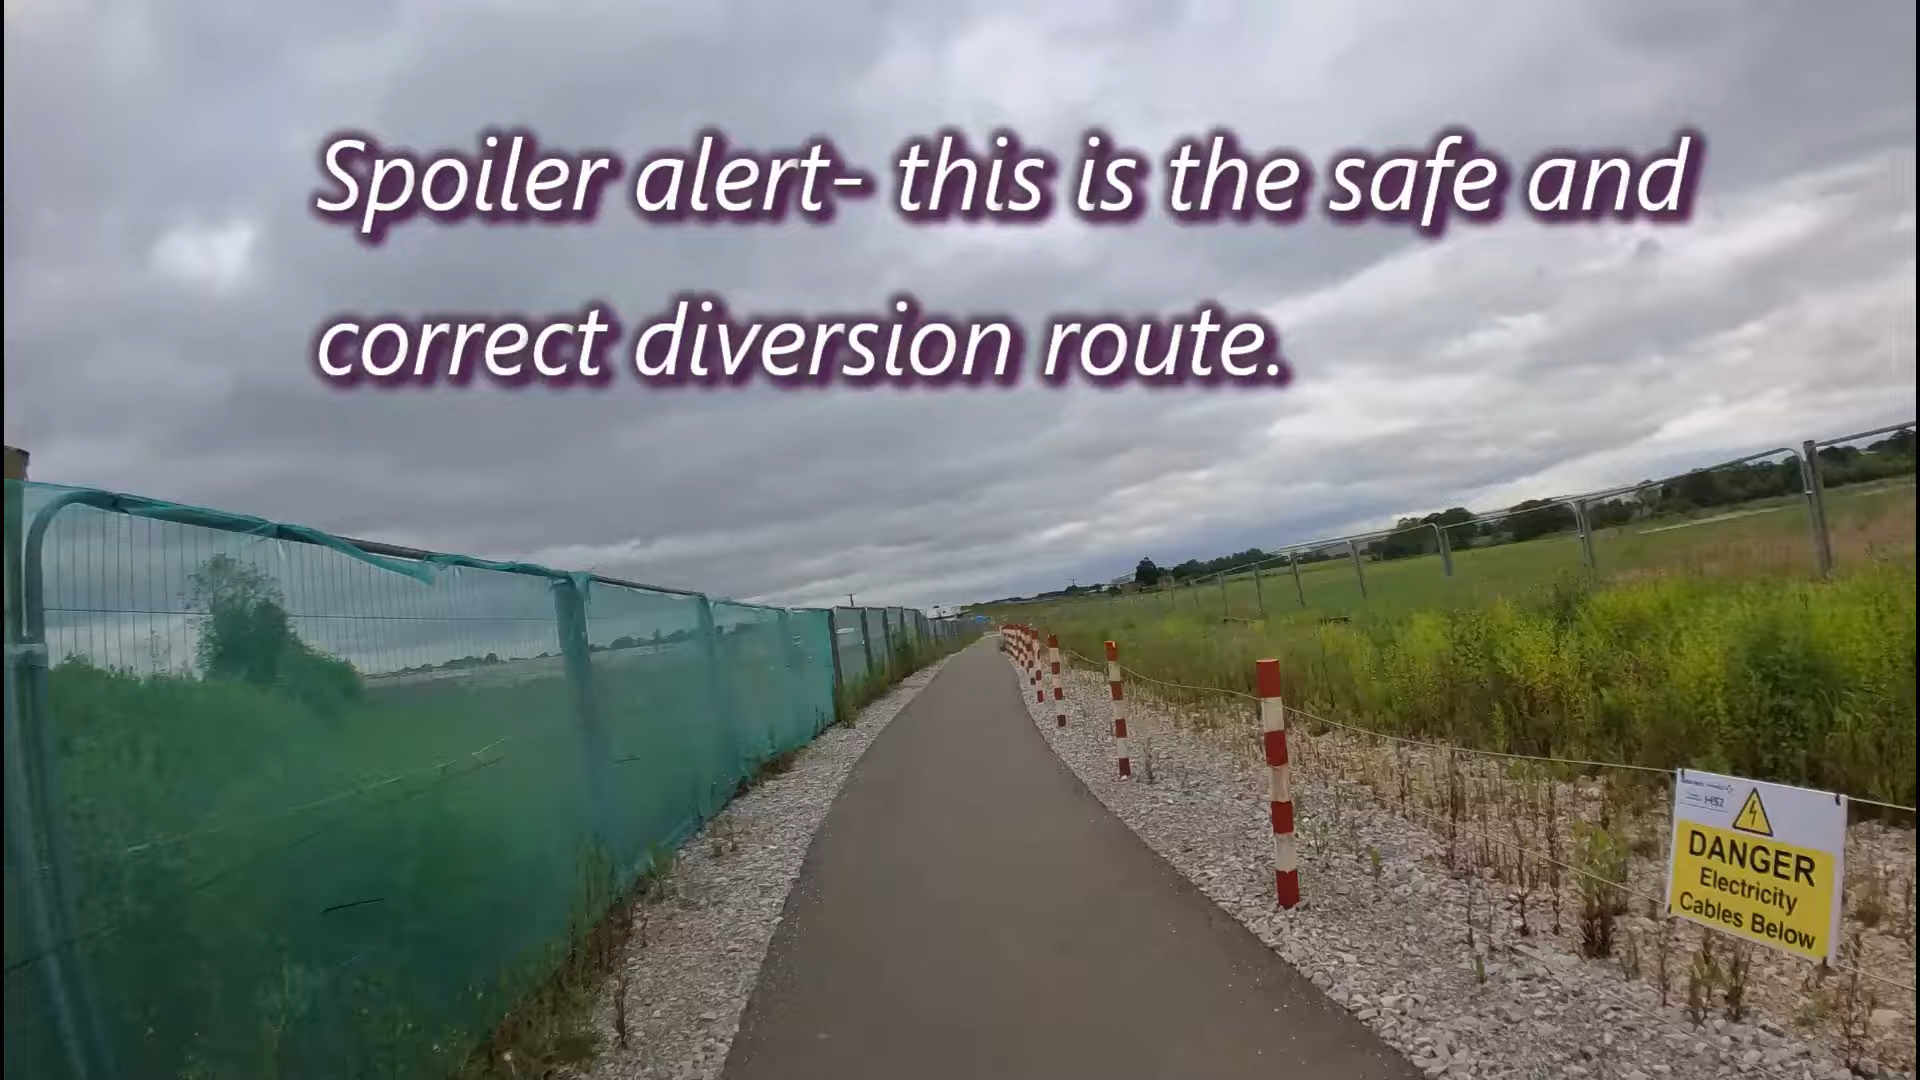 Spoiler alert- this is the safe and
correct diversion route.
HS2
DANGER
Electricity
Cables Below